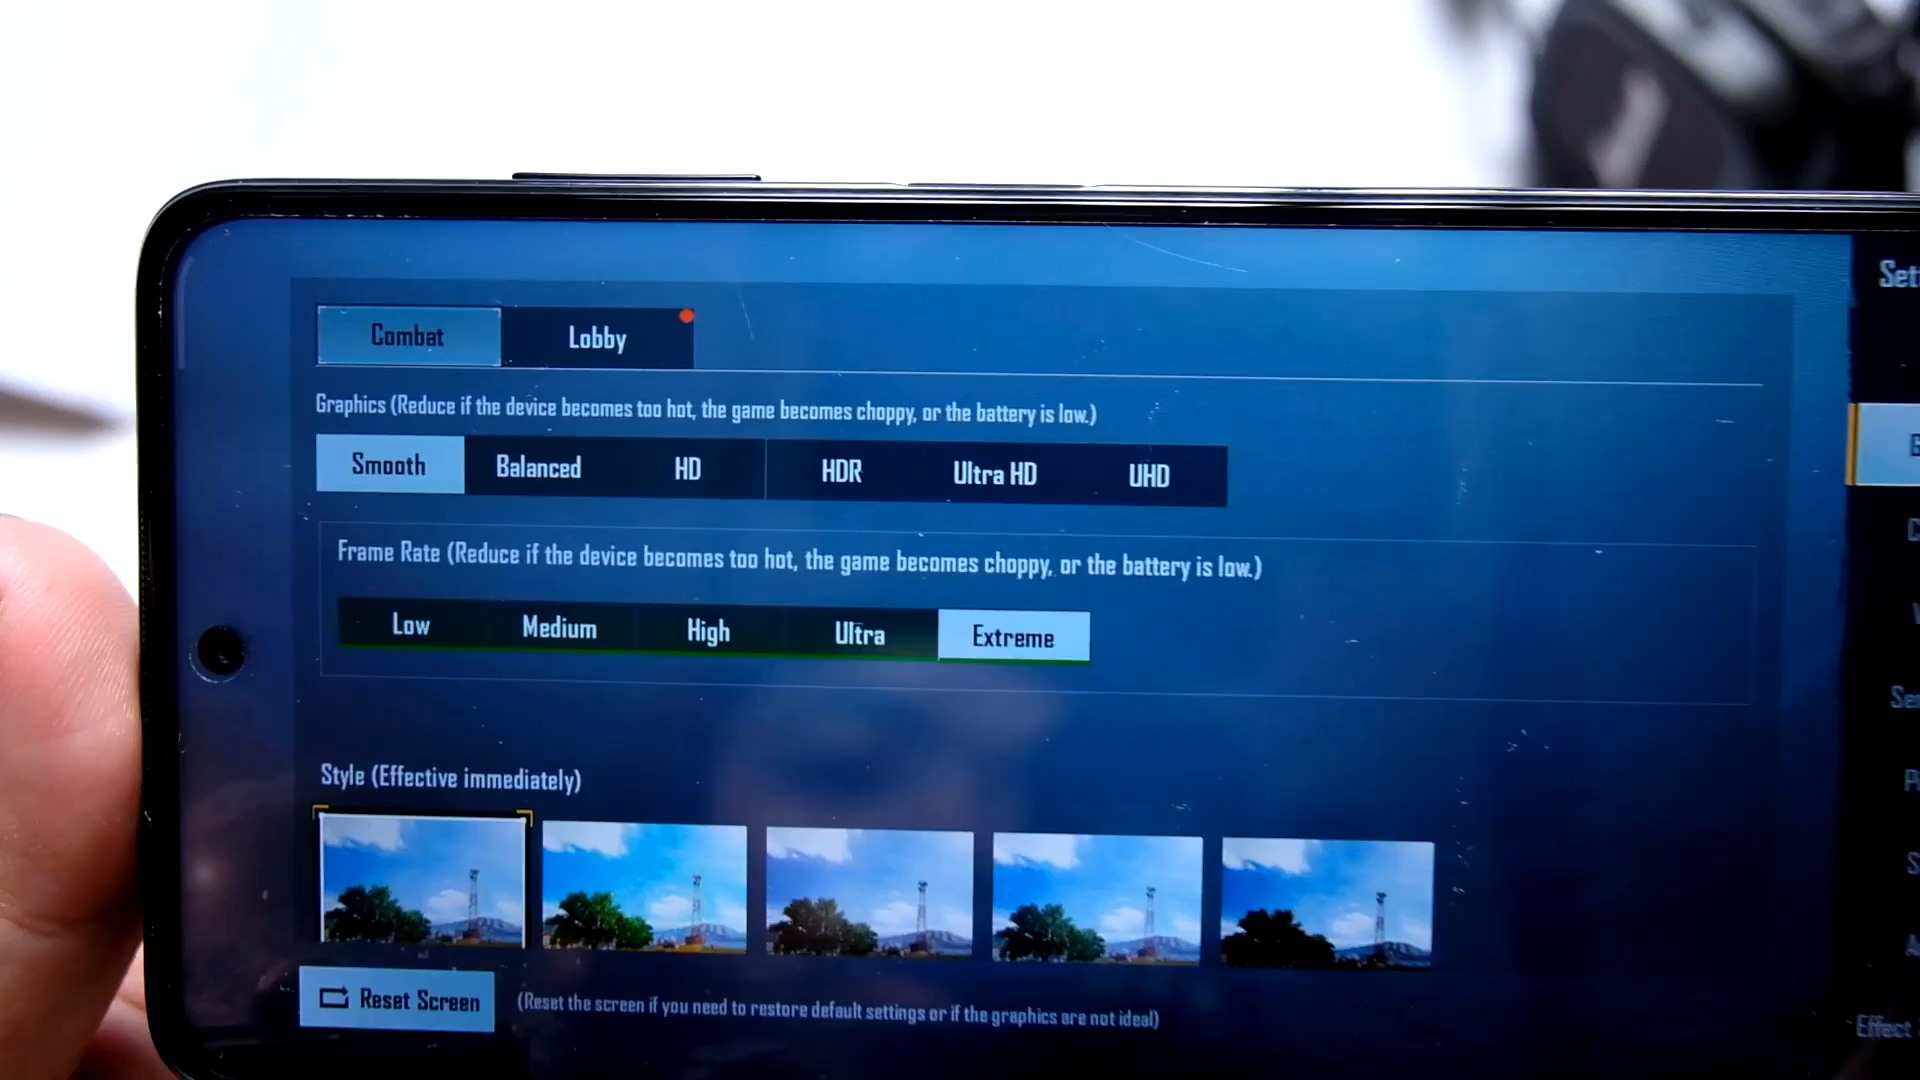 Combat Lobby
Graphics (Reduce if the device becomes too hot, the game becomes choppy, or the battery is low.)
Smooth Balanced HD HDR Ultra HD UHD
Frame Rate (Reduce if the device becomes too hot, the game becomes choppy, or the battery is low.)
Low Medium High Ultra Extreme
Style (Effective immediately)
Reset Screen (Reset the screen if you need to restore default settings or if the graphics are not ideal)
Effect